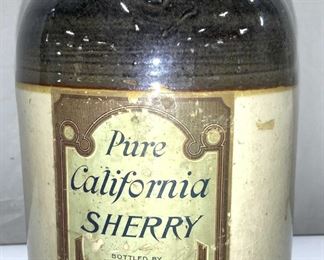 Pure
California
SHERRY
BOTTLED BY